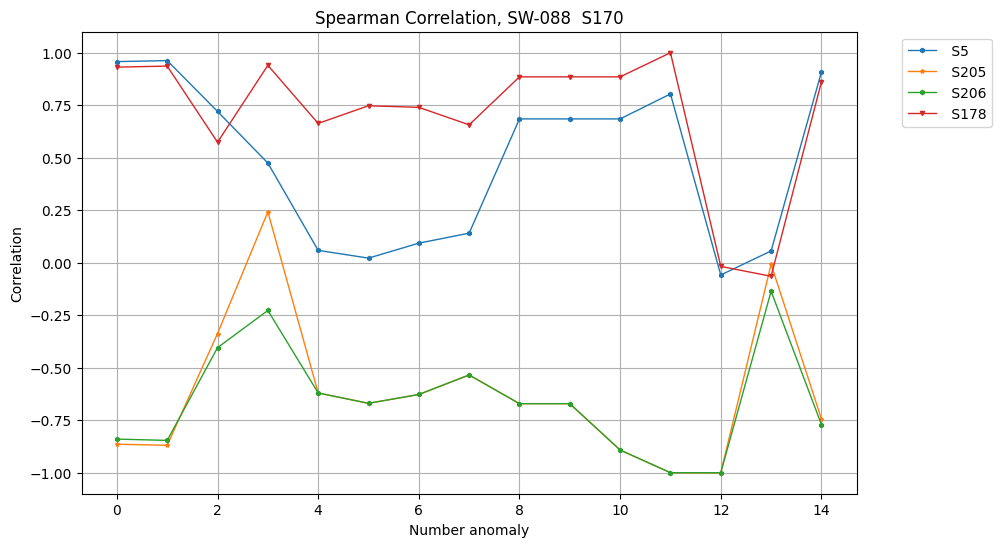 Spearman Correlation, SW-088  S170
1.00
0.75
0.50
0.25
0.00
−0.25
−0.50
−0.75
−1.00
Correlation
0 2 4 6 8 10 12 14
Number anomaly
S5
S205
S206
S178